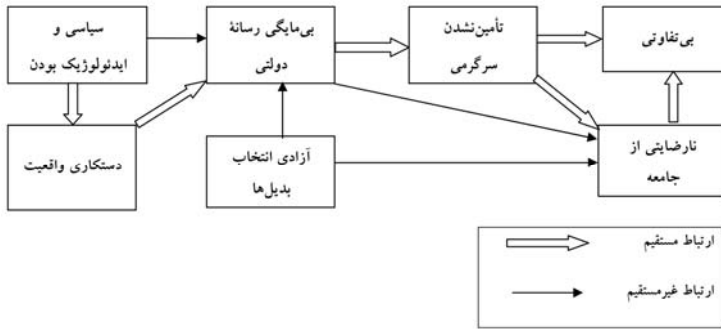 سیاسی و
ایدئولوژیک بودن
بی‌مایگی رسانهٔ
دولتی
تأمین‌نشدن
سرگرمی
بی‌تفاوتی
دستکاری واقعیت
آزادی انتخاب
بدیل‌ها
نارضایتی از
جامعه
ارتباط مستقیم
ارتباط غیرمستقیم